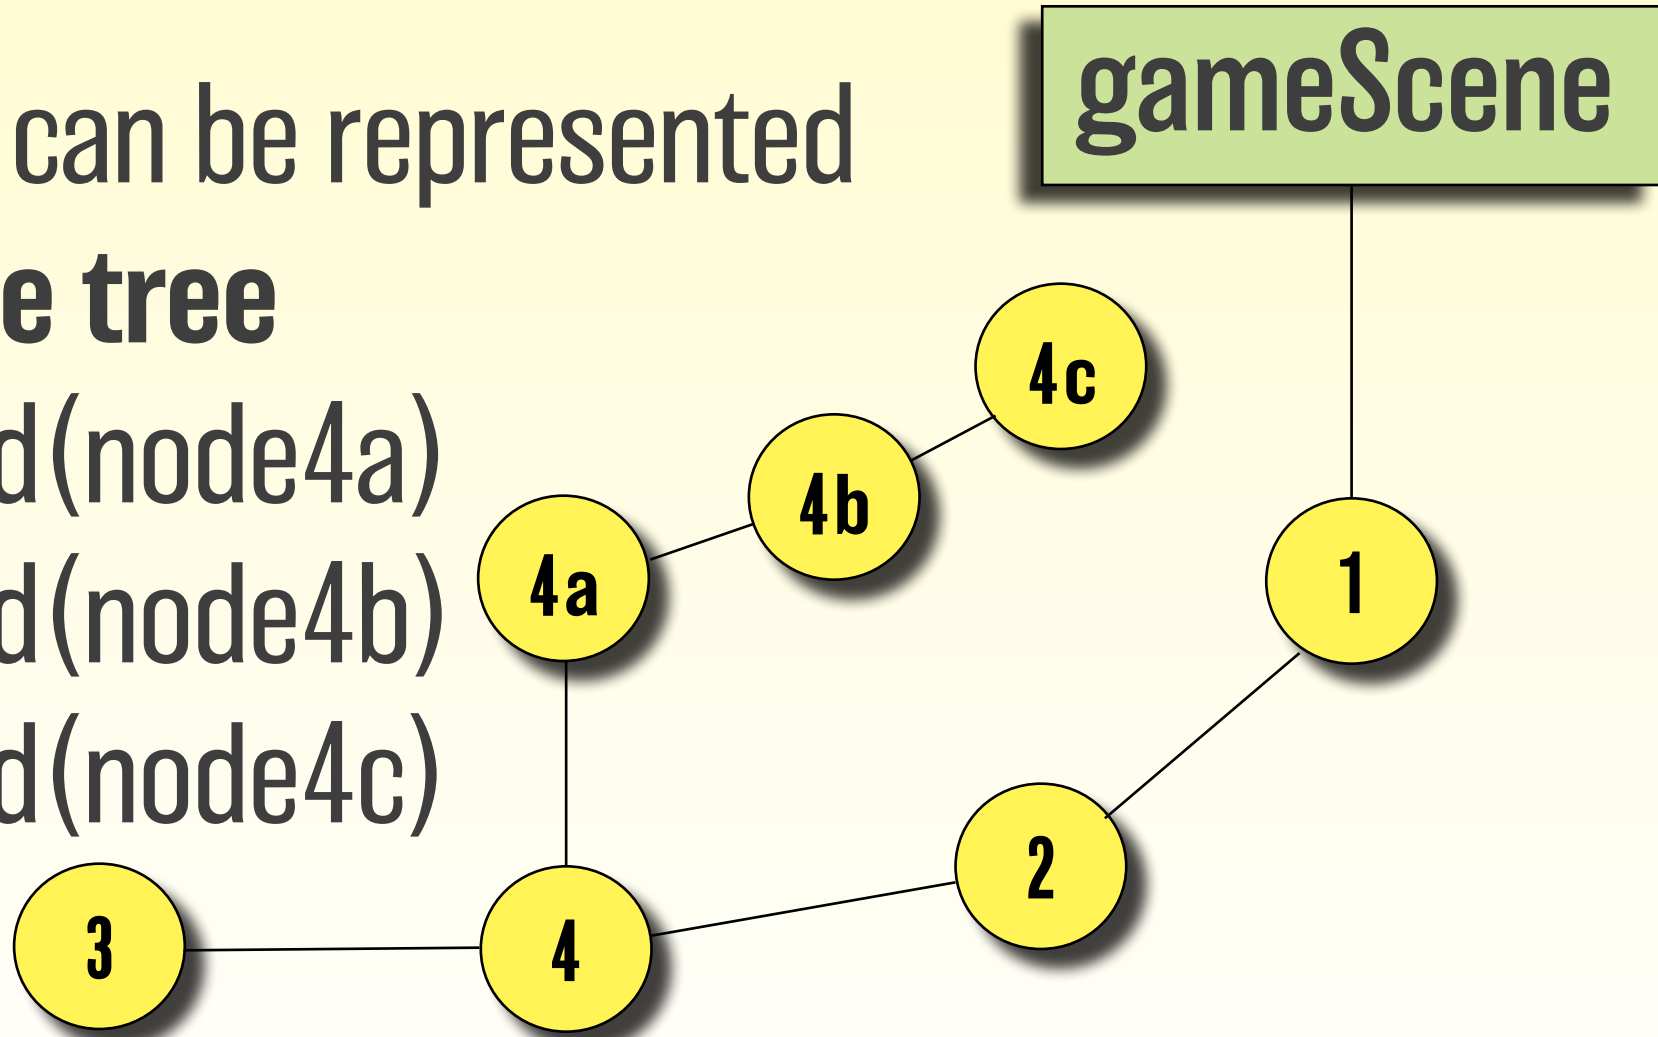 gameScene
can be represented
e tree
d(node4a)
d(node4b)
d(node4c)
4c
4b
4a
1
2
3
4